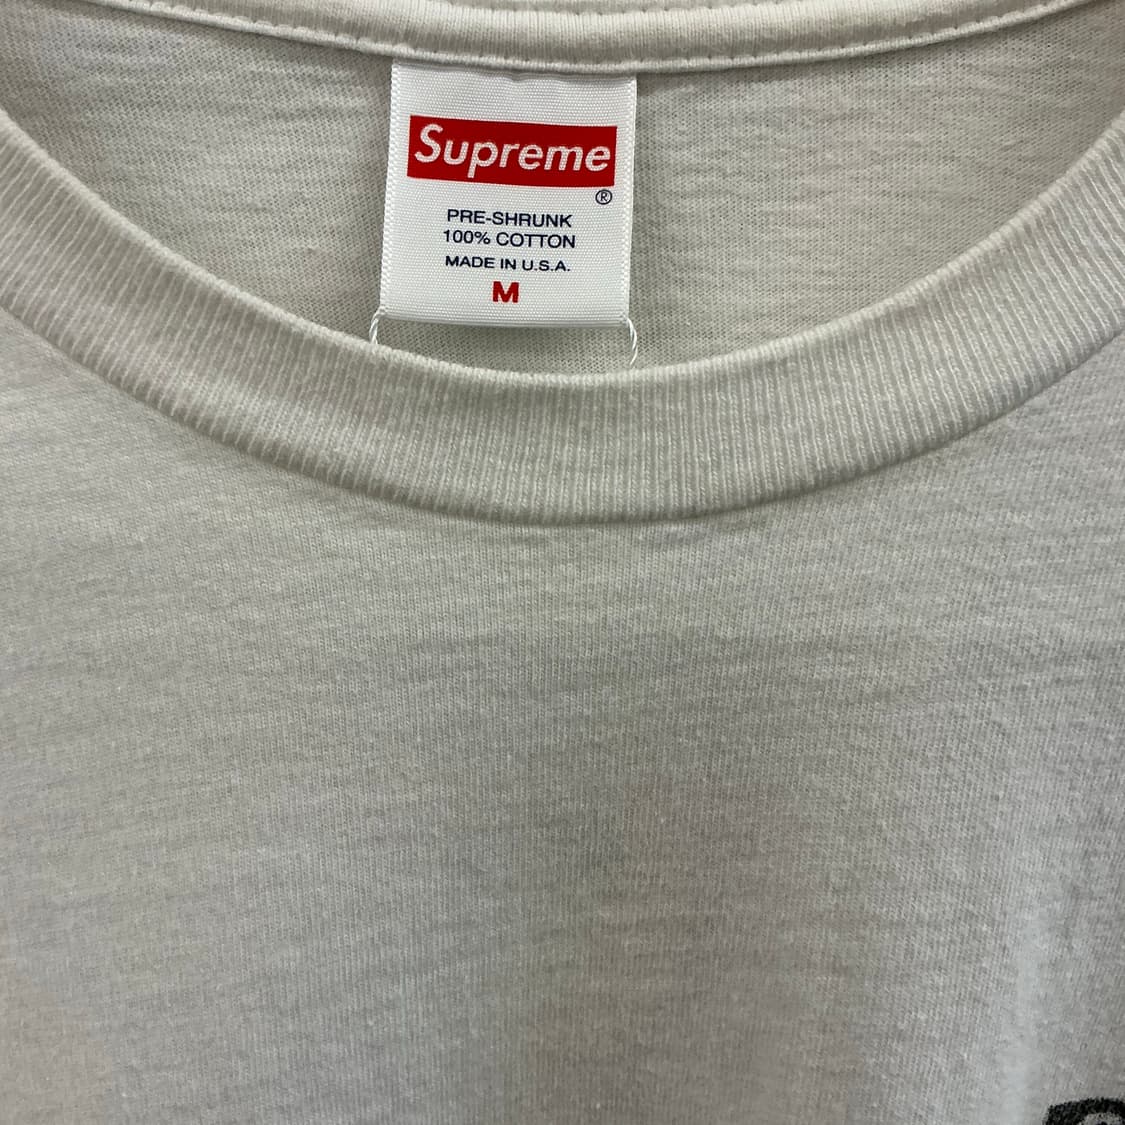 Supreme
®
PRE-SHRUNK
100% COTTON
MADE IN U.S.A.
M